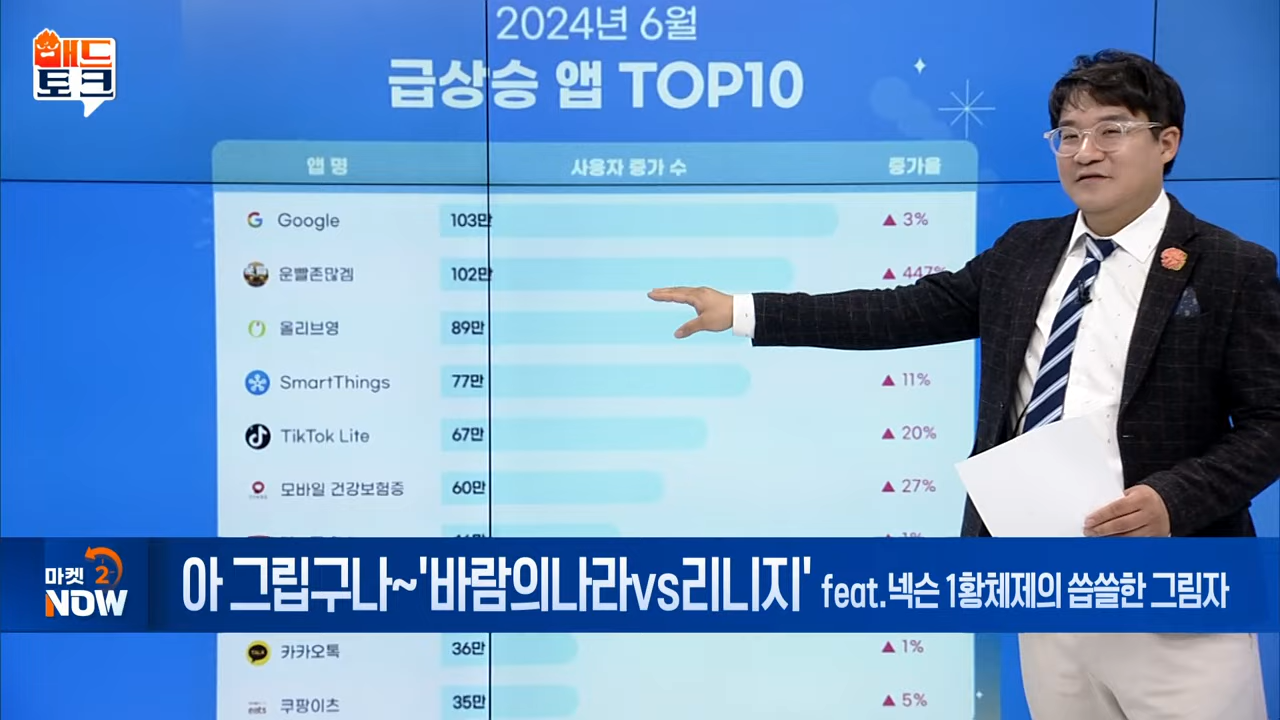 매드
토크
2024년 6월
급상승 앱 TOP10
앱 명 사용자 증가 수 증가율
Google 103만 ▲ 3%
운빨존많겜 102만 ▲ 447%
올리브영 89만
SmartThings 77만 ▲ 11%
TikTok Lite 67만 ▲ 20%
모바일 건강보험증 60만 ▲ 27%
마켓 2
NOW
아 그립구나~'바람의나라vs리니지' feat.넥슨 1황체제의 씁쓸한 그림자
TALK 카카오톡 36만 ▲ 1%
eats 쿠팡이츠 35만 ▲ 5%